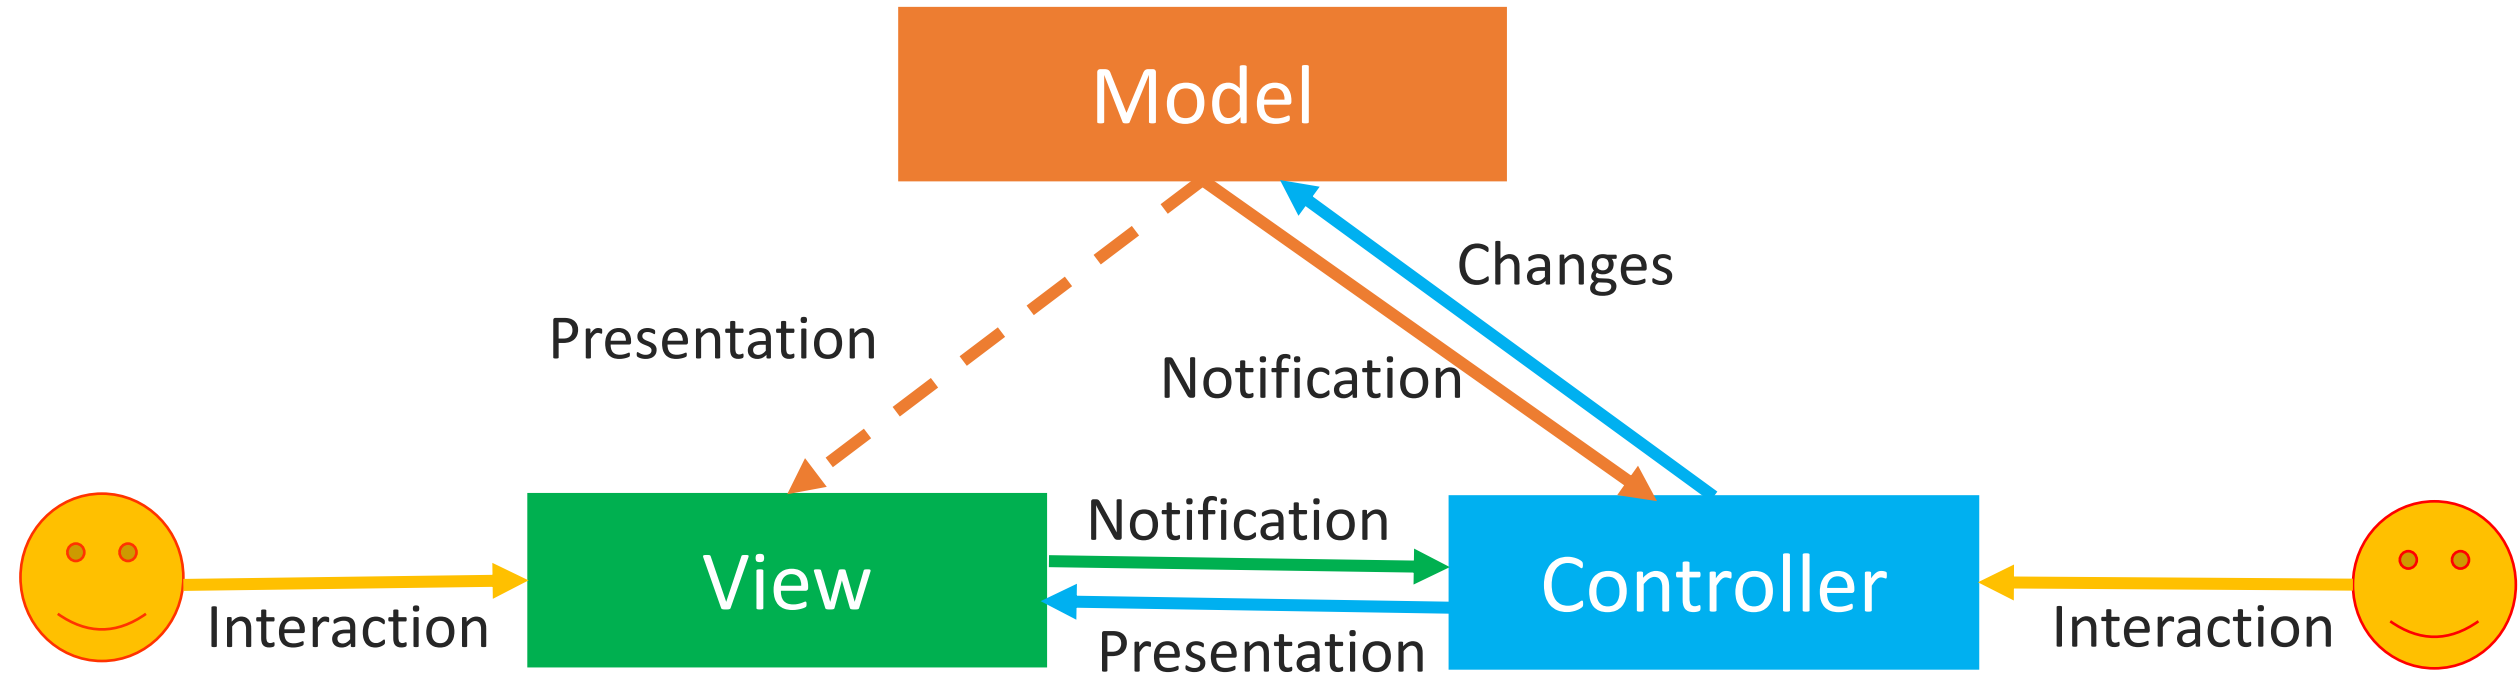 Model
Changes
Presentation
Notification
Notification
View
Controller
Interaction
Presentation
Interaction